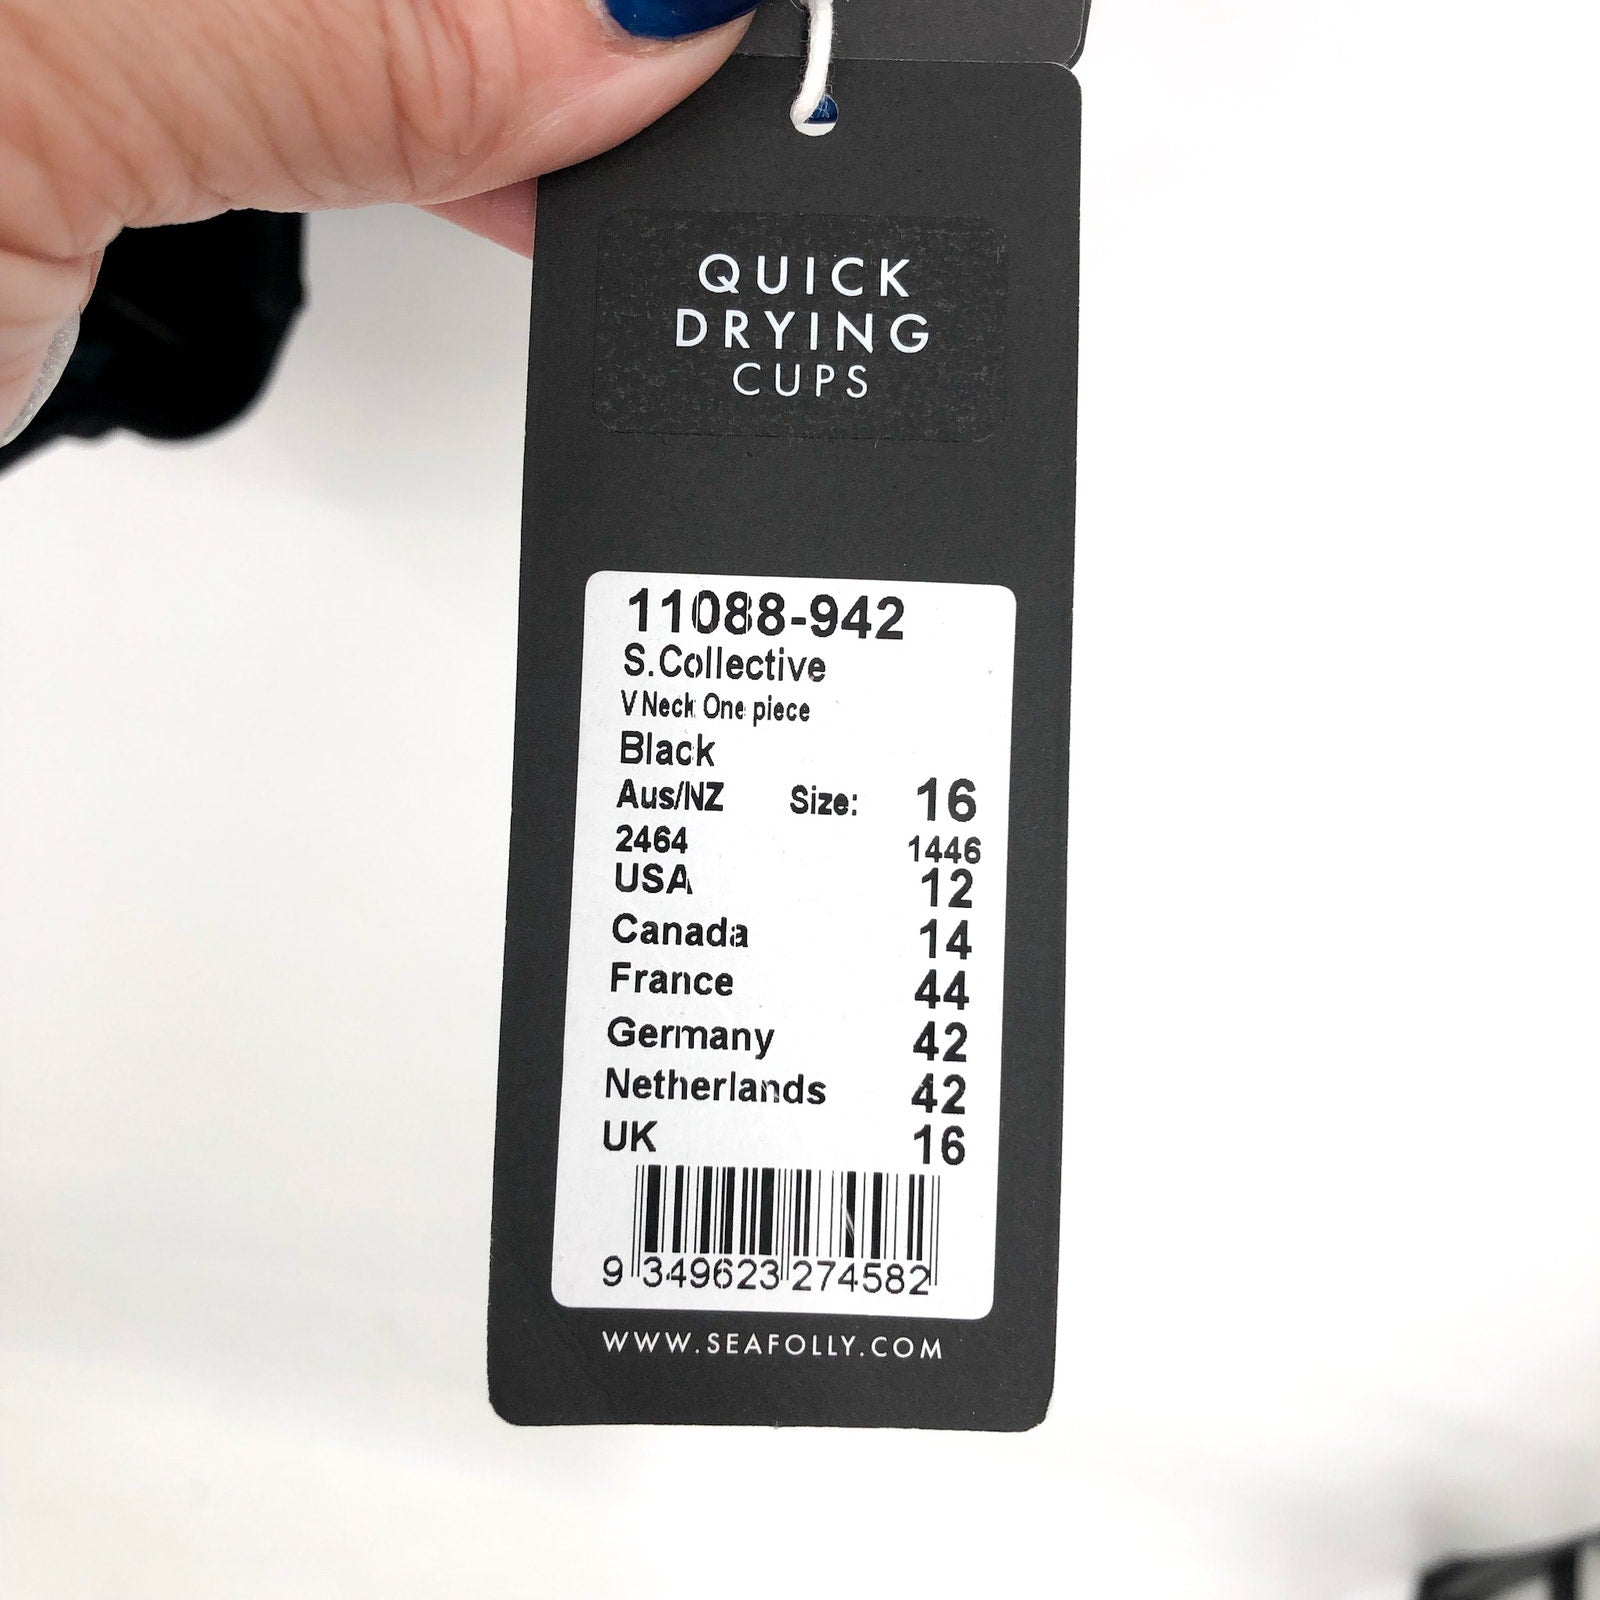 QUICK
DRYING
CUPS
11088-942
S.Collective
V Neck One piece
Black
Aus/NZ Size: 16
2464 1446
USA 12
Canada 14
France 44
Germany 42
Netherlands 42
UK 16
9 349623 274582
WWW.SEAFOLLY.COM